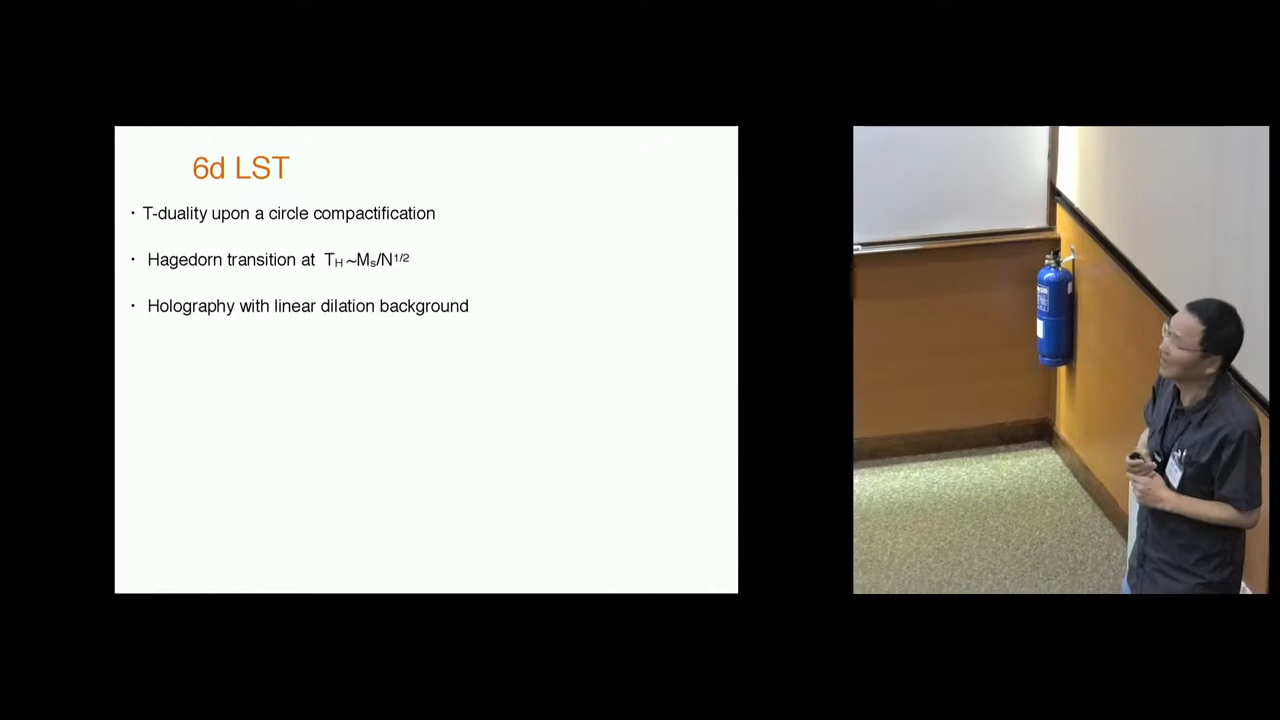 6d LST
· T-duality upon a circle compactification
· Hagedorn transition at T_H ~M_s/N^1/2
· Holography with linear dilation background